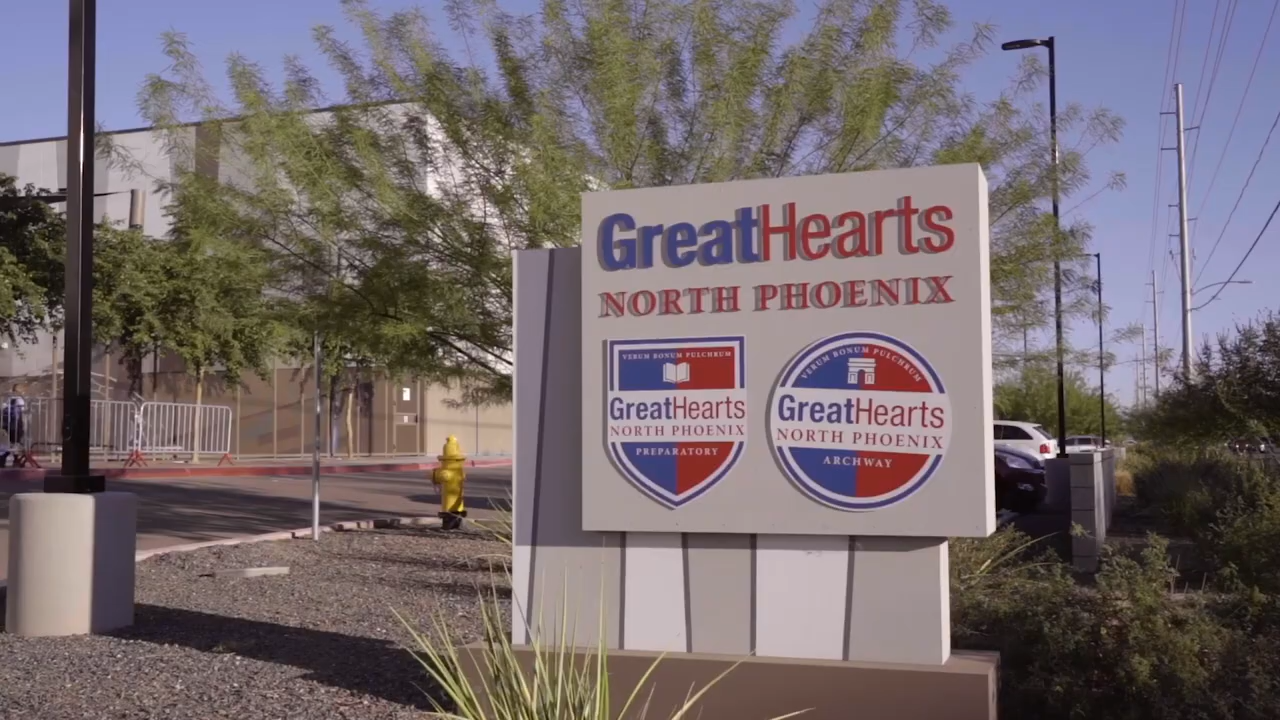 GreatHearts
NORTH PHOENIX
VERUM BONUM PULCHRUM
GreatHearts
NORTH PHOENIX
PREPARATORY
VERUM BONUM PULCHRUM
GreatHearts
NORTH PHOENIX
ARCHWAY